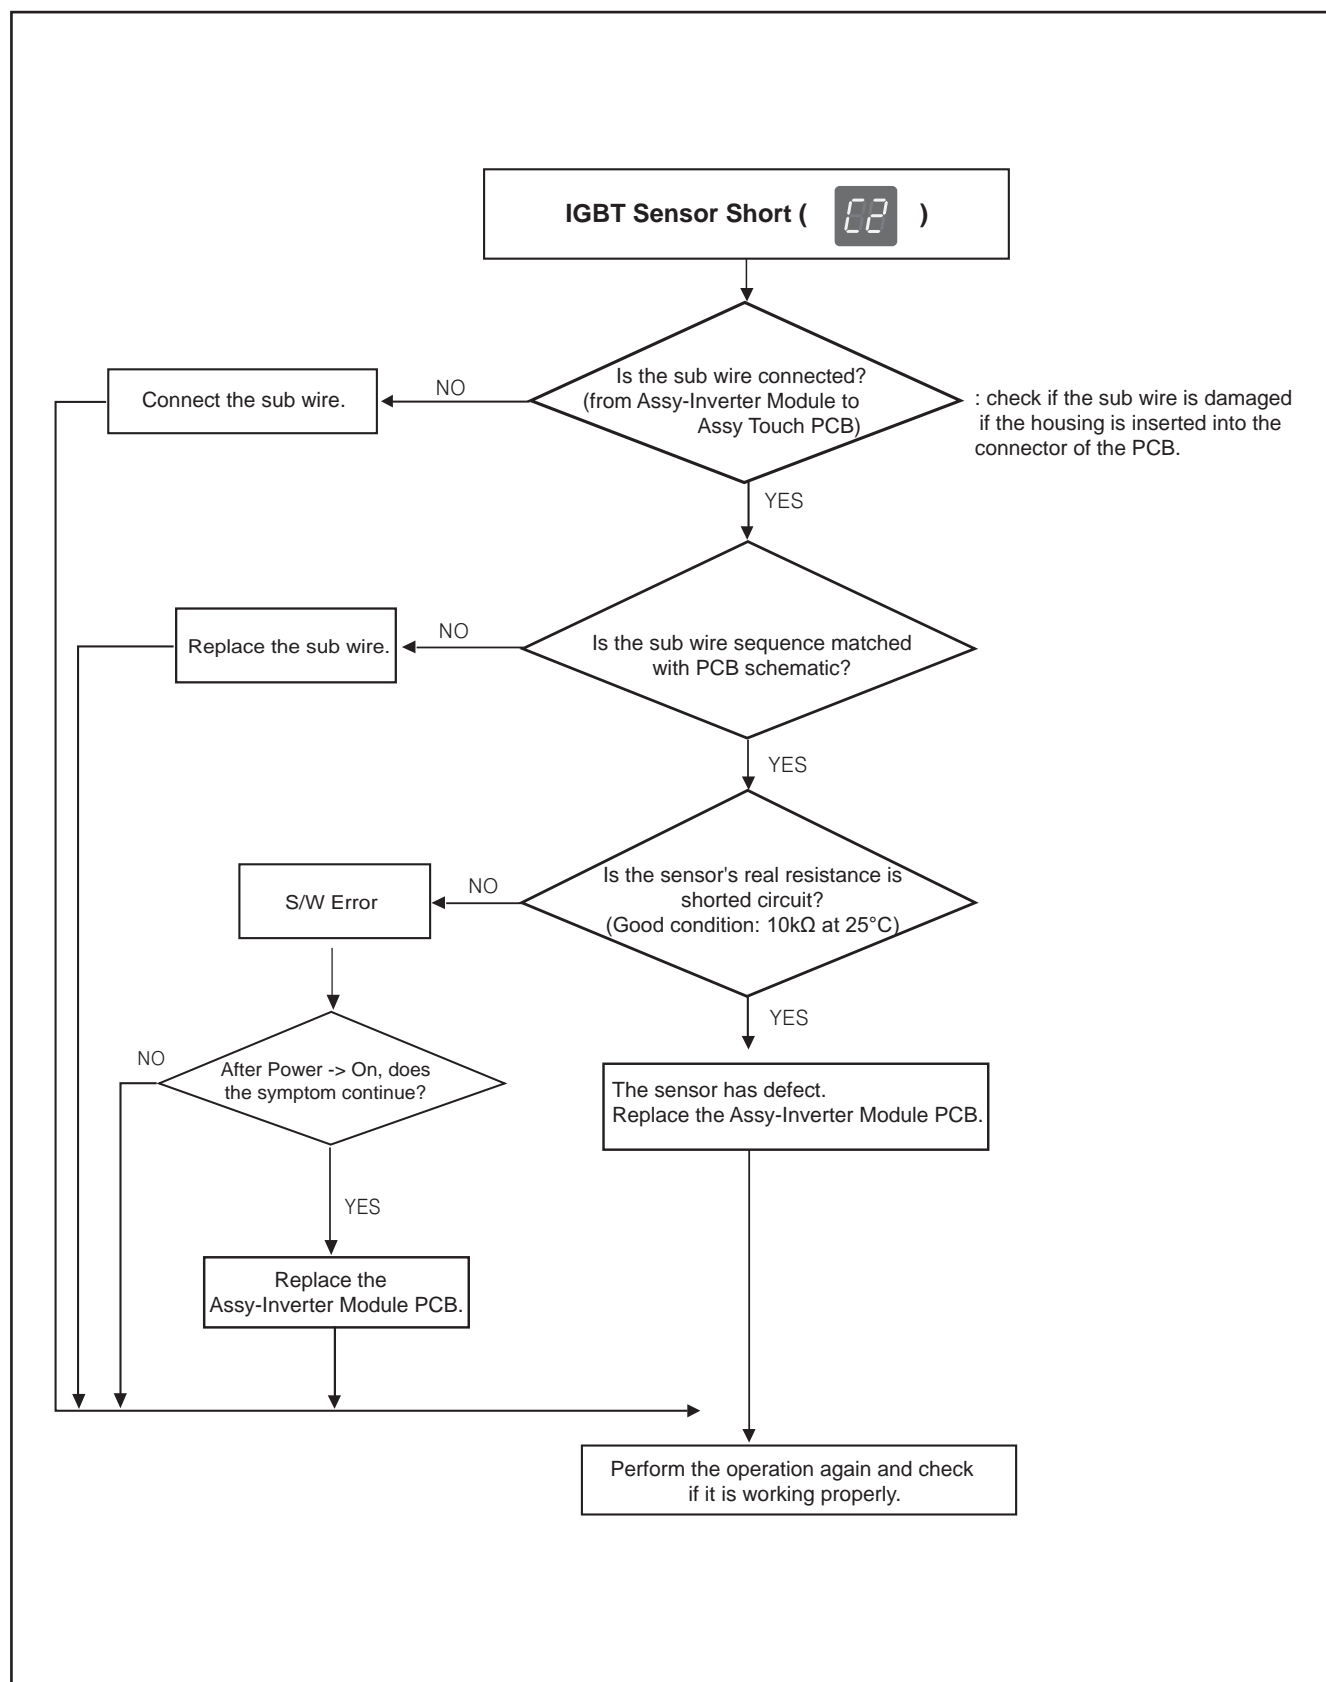 IGBT Sensor Short ( C2 )
Is the sub wire connected?
(from Assy-Inverter Module to
Assy Touch PCB)
NO
Connect the sub wire.
: check if the sub wire is damaged
if the housing is inserted into the
connector of the PCB.
YES
Is the sub wire sequence matched
with PCB schematic?
NO
Replace the sub wire.
YES
Is the sensor's real resistance is
shorted circuit?
(Good condition: 10kΩ at 25°C)
NO
S/W Error
YES
After Power -> On, does
the symptom continue?
NO
The sensor has defect.
Replace the Assy-Inverter Module PCB.
YES
Replace the
Assy-Inverter Module PCB.
Perform the operation again and check
if it is working properly.